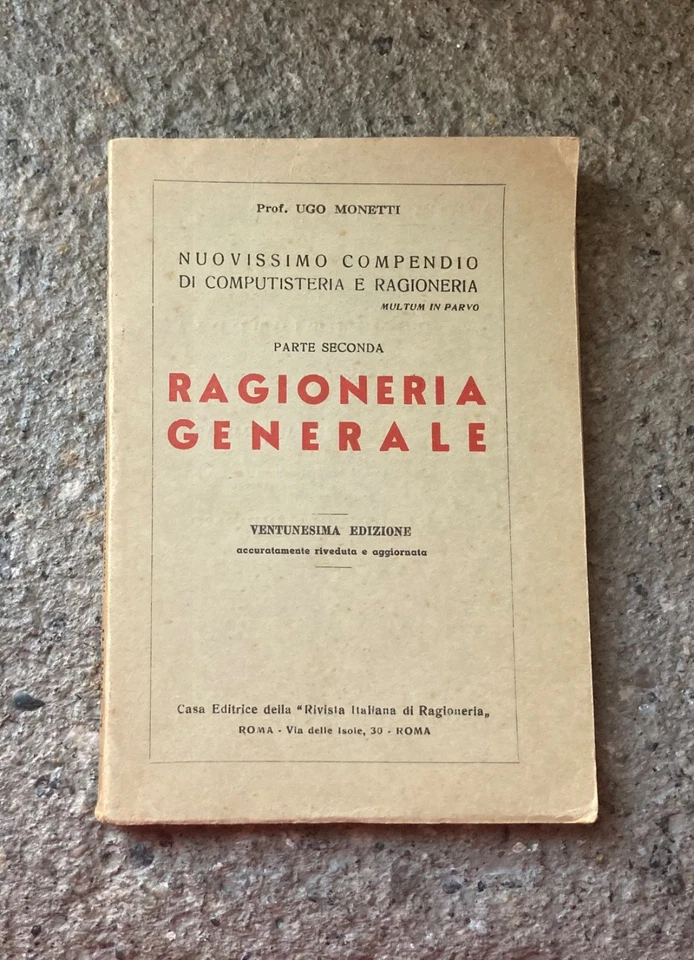 Prof. UGO MONETTI
NUOVISSIMO COMPENDIO
DI COMPUTISTERIA E RAGIONERIA
MULTUM IN PARVO
PARTE SECONDA
RAGIONERIA
GENERALE
VENTUNESIMA EDIZIONE
accuratamente riveduta e aggiornata
Casa Editrice della "Rivista Italiana di Ragioneria„
ROMA - Via delle Isole, 30 - ROMA